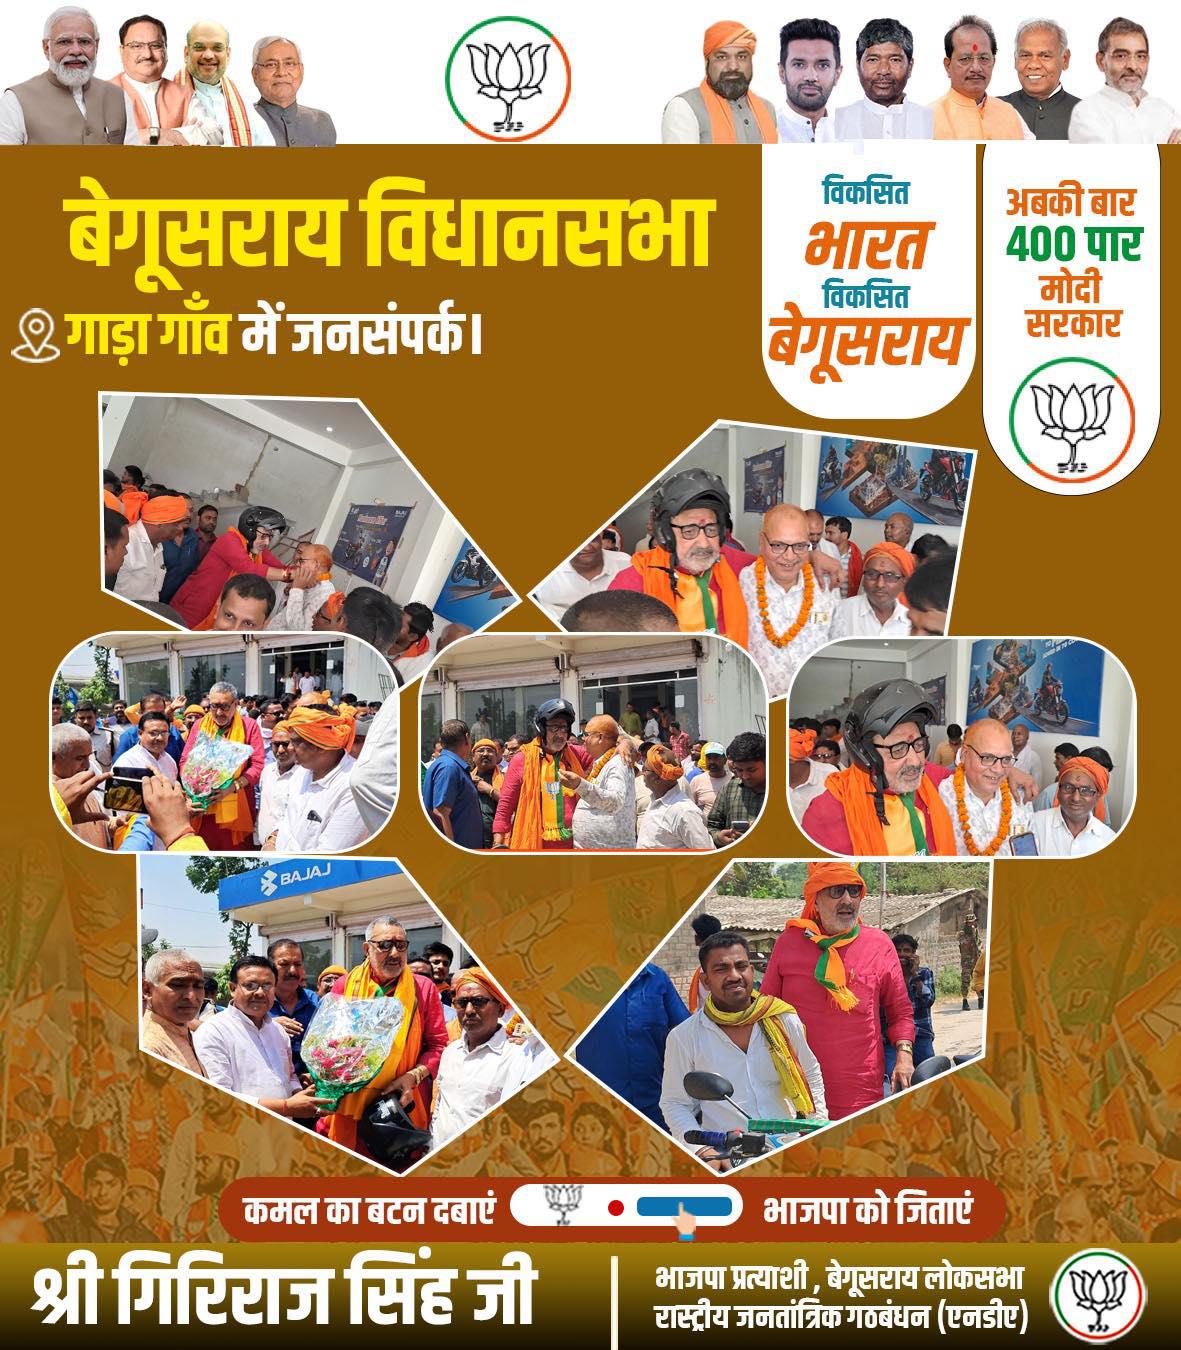 बेगूसराय विधानसभा
गाड़ा गाँव में जनसंपर्क।
विकसित
भारत
विकसित
बेगूसराय
अबकी बार
400 पार
मोदी
सरकार
BAJAJ
कमल का बटन दबाएं
भाजपा को जिताएं
श्री गिरिराज सिंह जी
भाजपा प्रत्याशी , बेगूसराय लोकसभा
रास्ट्रीय जनतांत्रिक गठबंधन (एनडीए)